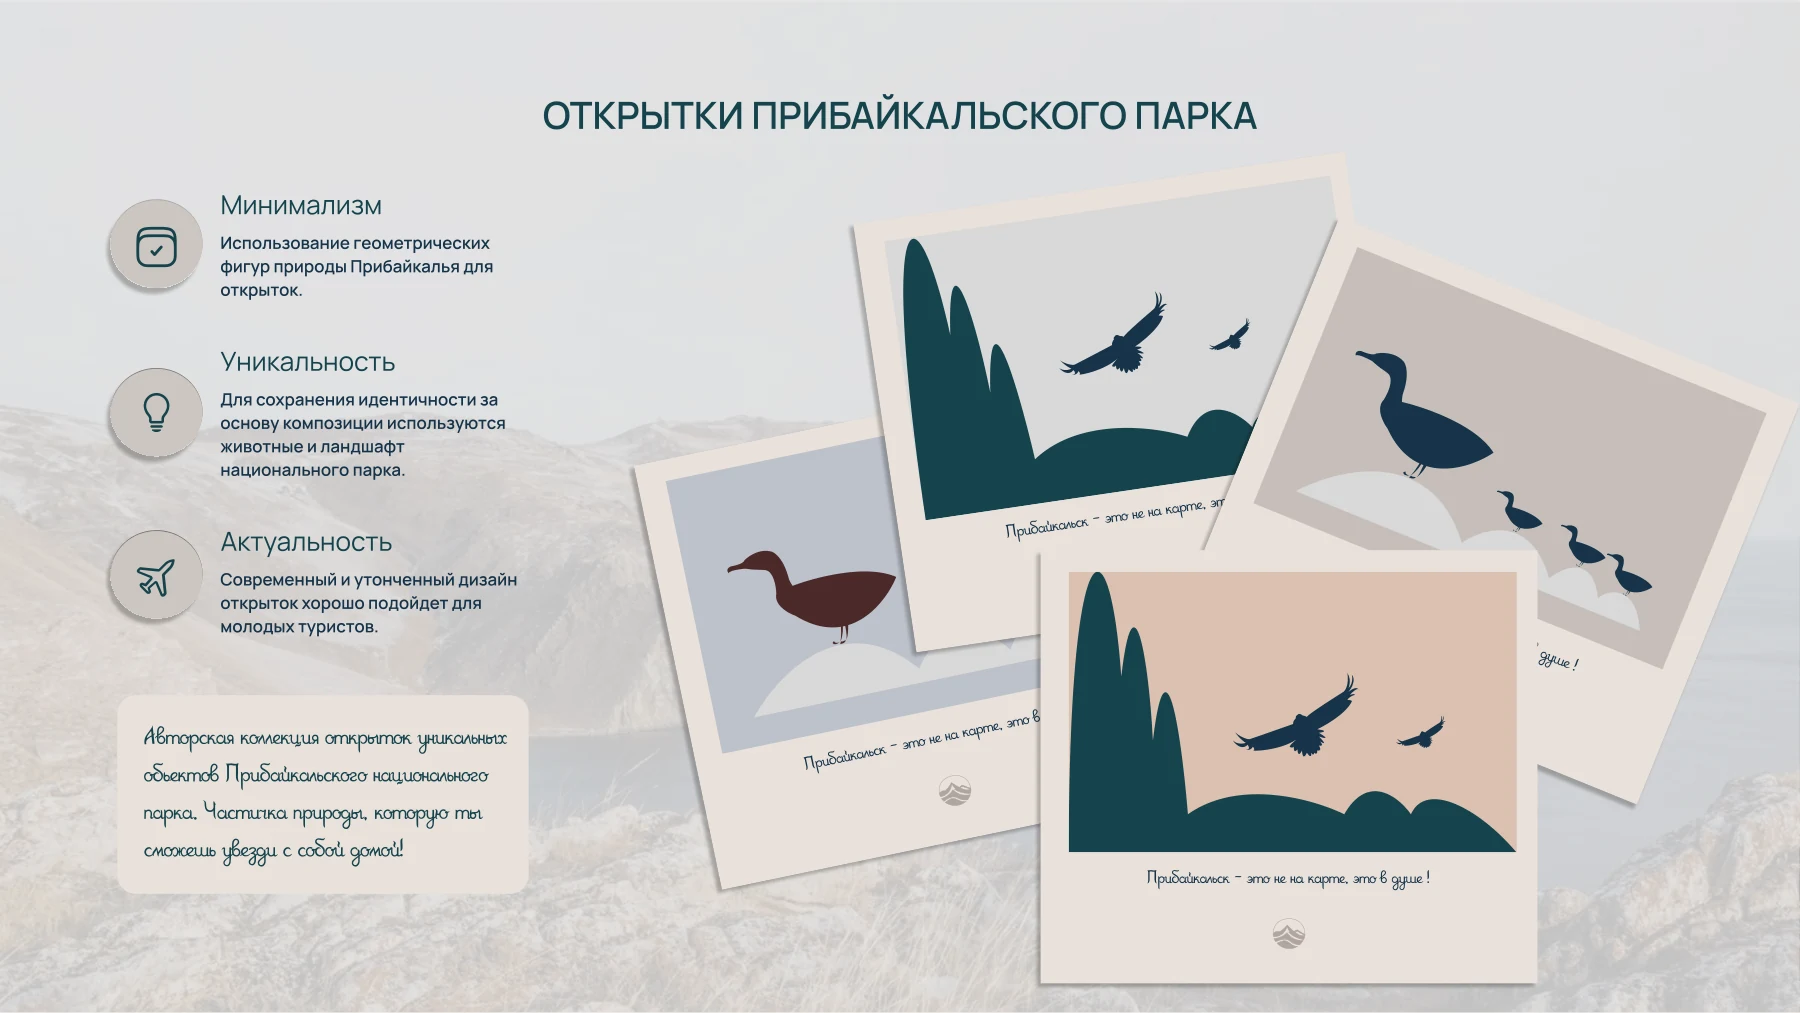 ОТКРЫТКИ ПРИБАЙКАЛЬСКОГО ПАРКА
Минимализм
Использование геометрических
фигур природы Прибайкалья для
открыток.
Уникальность
Для сохранения идентичности за
основу композиции используются
животные и ландшафт
национального парка.
Актуальность
Современный и утонченный дизайн
открыток хорошо подойдет для
молодых туристов.
Авторская коллекция открыток уникальных
обьектов Прибайкальского национального
парка. Частичка природы, которую ты
сможешь увезди с собой домой!
Прибайкальск - это не на карте,
душе !
Прибайкальск - это не на карте, это в
Прибайкальск - это не на карте, это в душе !